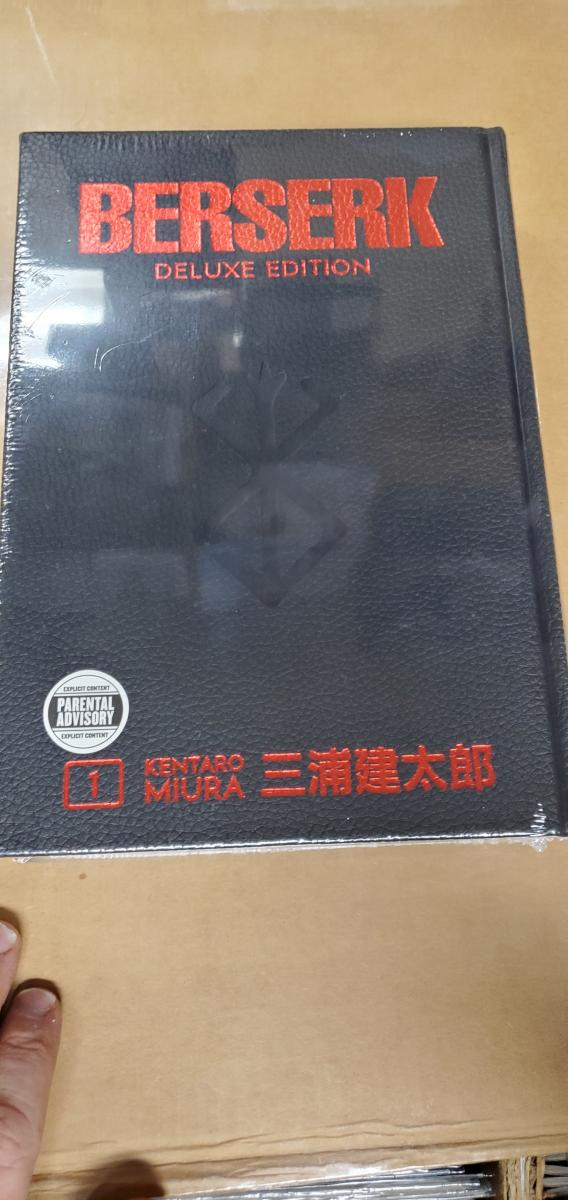 BERSERK
DELUXE EDITION
EXPLICIT CONTENT
PARENTAL
ADVISORY
EXPLICIT CONTENT
1
KENTARO
MIURA
三浦建太郎